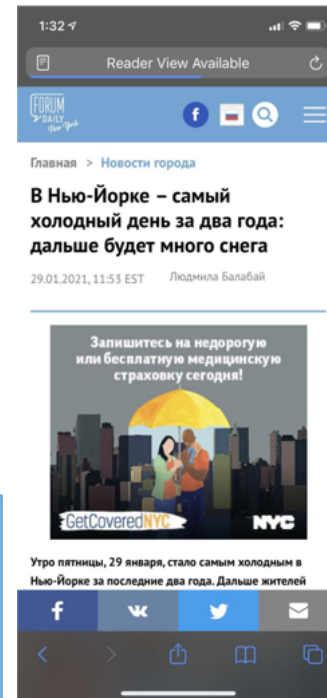 1:32
Reader View Available
FORUM
DAILY
New York
f
Главная > Новости города
В Нью-Йорке – самый
холодный день за два года:
дальше будет много снега
29.01.2021, 11:53 EST Людмила Балабай
Запишитесь на недорогую
или бесплатную медицинскую
страховку сегодня!
GetCoveredNYC
NYC
Утро пятницы, 29 января, стало самым холодным в
Нью-Йорке за последние два года. Дальше жителей
f